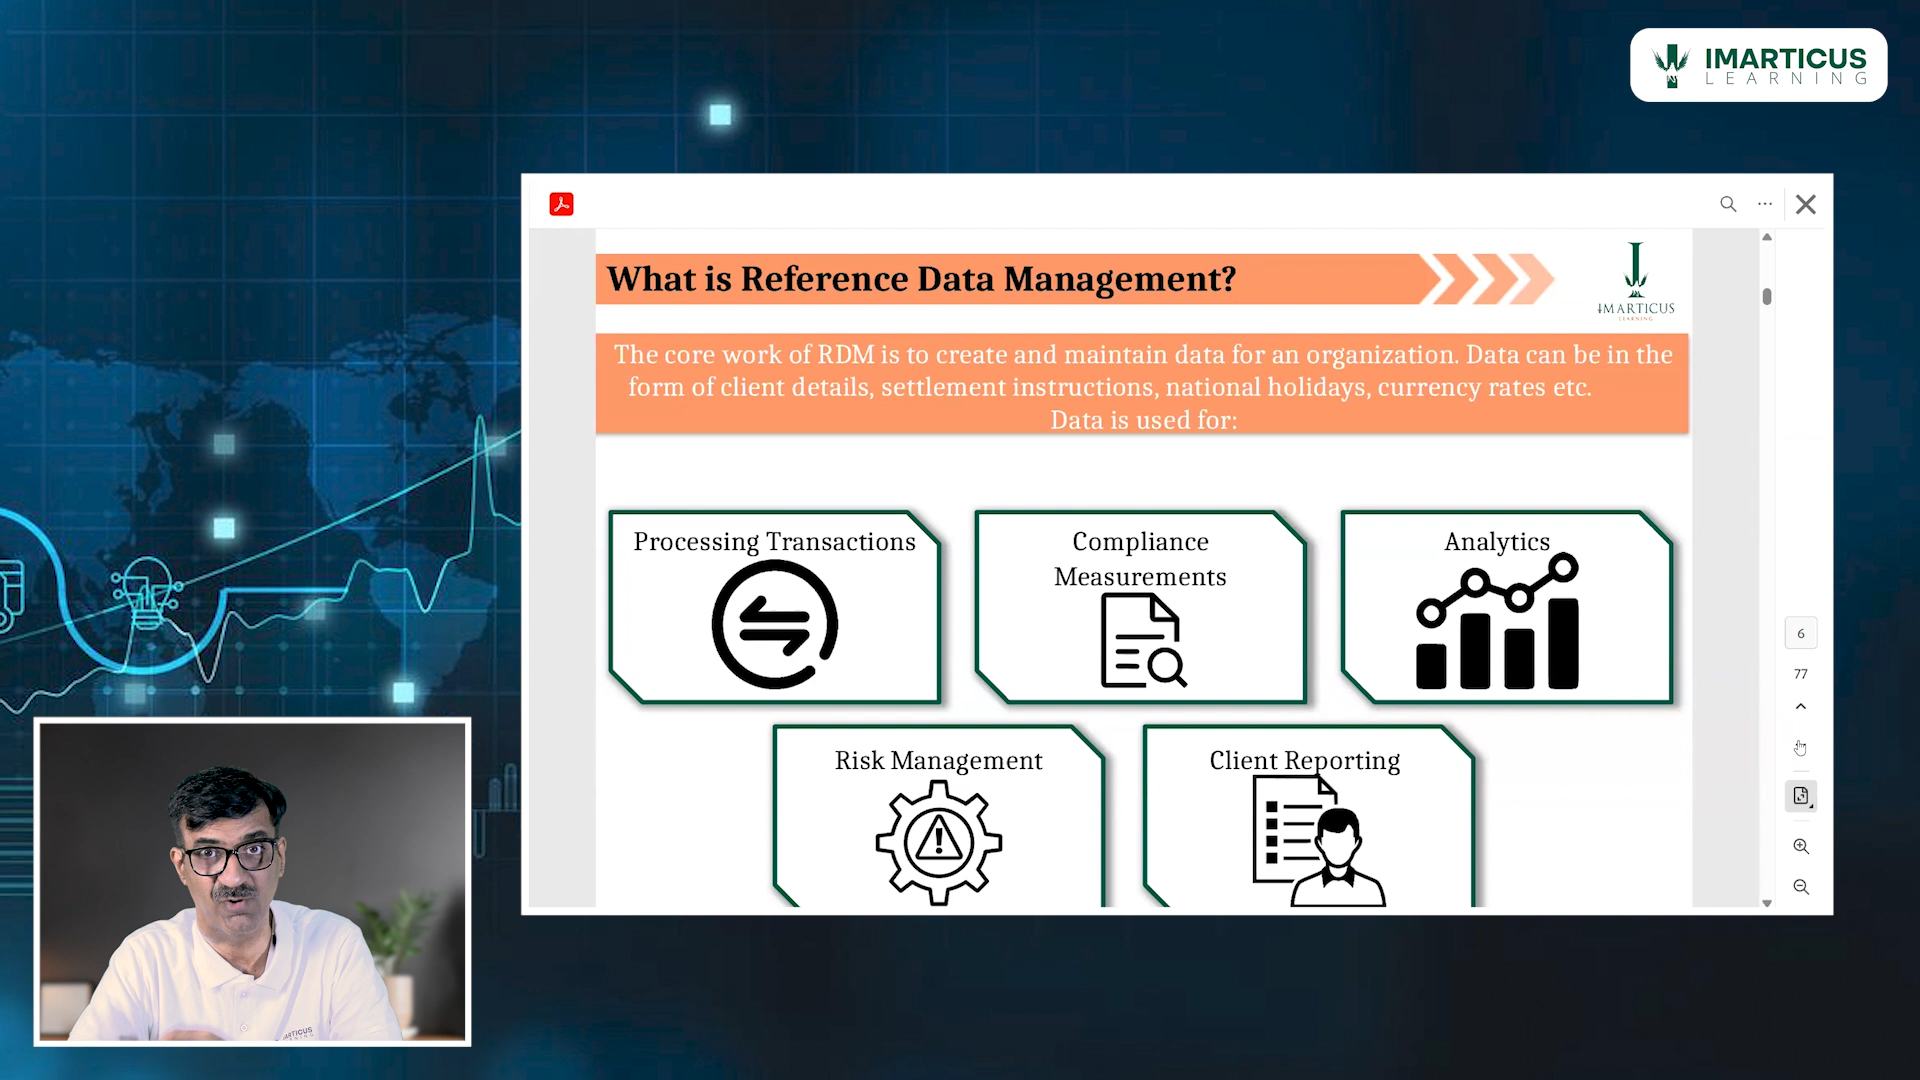 IMARTICUS
LEARNING
What is Reference Data Management?
IMARTICUS
LEARNING
The core work of RDM is to create and maintain data for an organization. Data can be in the
form of client details, settlement instructions, national holidays, currency rates etc.
Data is used for:
Processing Transactions
Compliance
Measurements
Analytics
6
77
Risk Management
Client Reporting